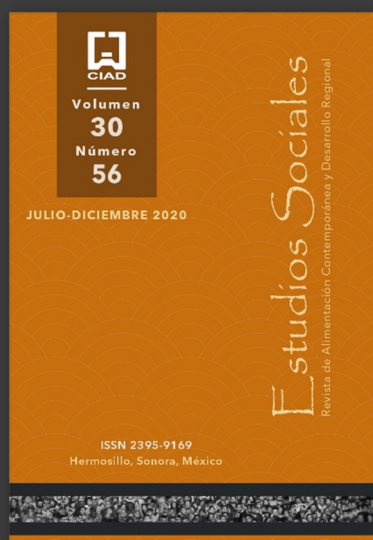 CIAD
Volumen
30
Número
56
JULIO-DICIEMBRE 2020
Estudios Sociales
Revista de Alimentación Contemporánea y Desarrollo Regional
ISSN 2395-9169
Hermosillo, Sonora, México